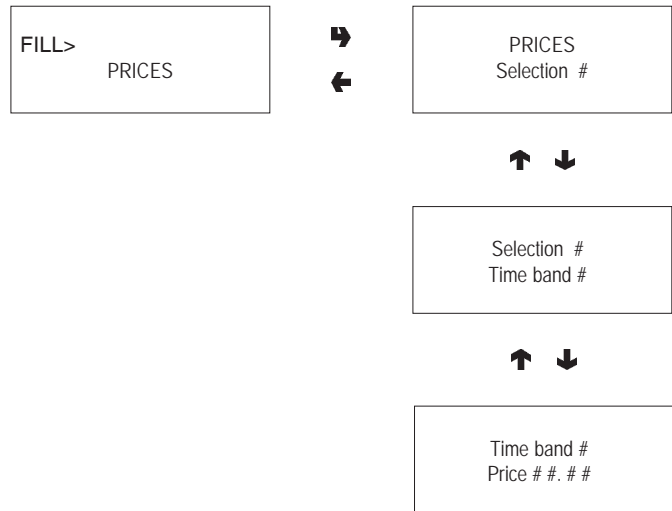 FILL>
PRICES
PRICES
Selection #
Selection #
Time band #
Time band #
Price # #. # #